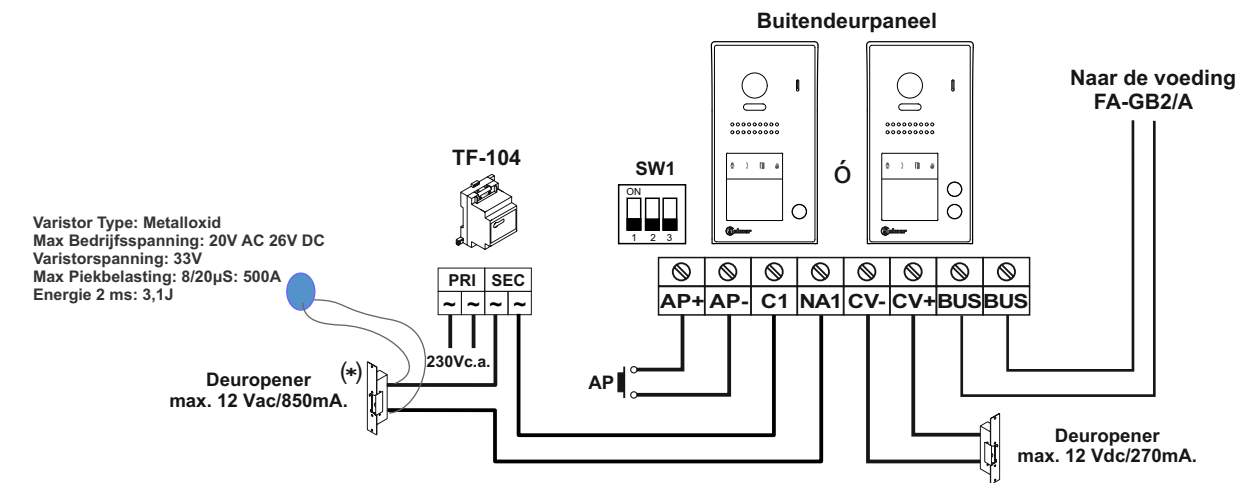 Buitendeurpaneel
Naar de voeding
FA-GB2/A
TF-104
SW1
ON
1 2 3
Ó
Golmar
Golmar
Varistor Type: Metalloxid
Max Bedrijfsspanning: 20V AC 26V DC
Varistorspanning: 33V
Max Piekbelasting: 8/20µS: 500A
Energie 2 ms: 3,1J
PRI SEC
~ ~ ~ ~
AP+ AP- C1 NA1 CV- CV+ BUS BUS
230Vc.a.
(*)
Deuropener
max. 12 Vac/850mA.
AP
Deuropener
max. 12 Vdc/270mA.